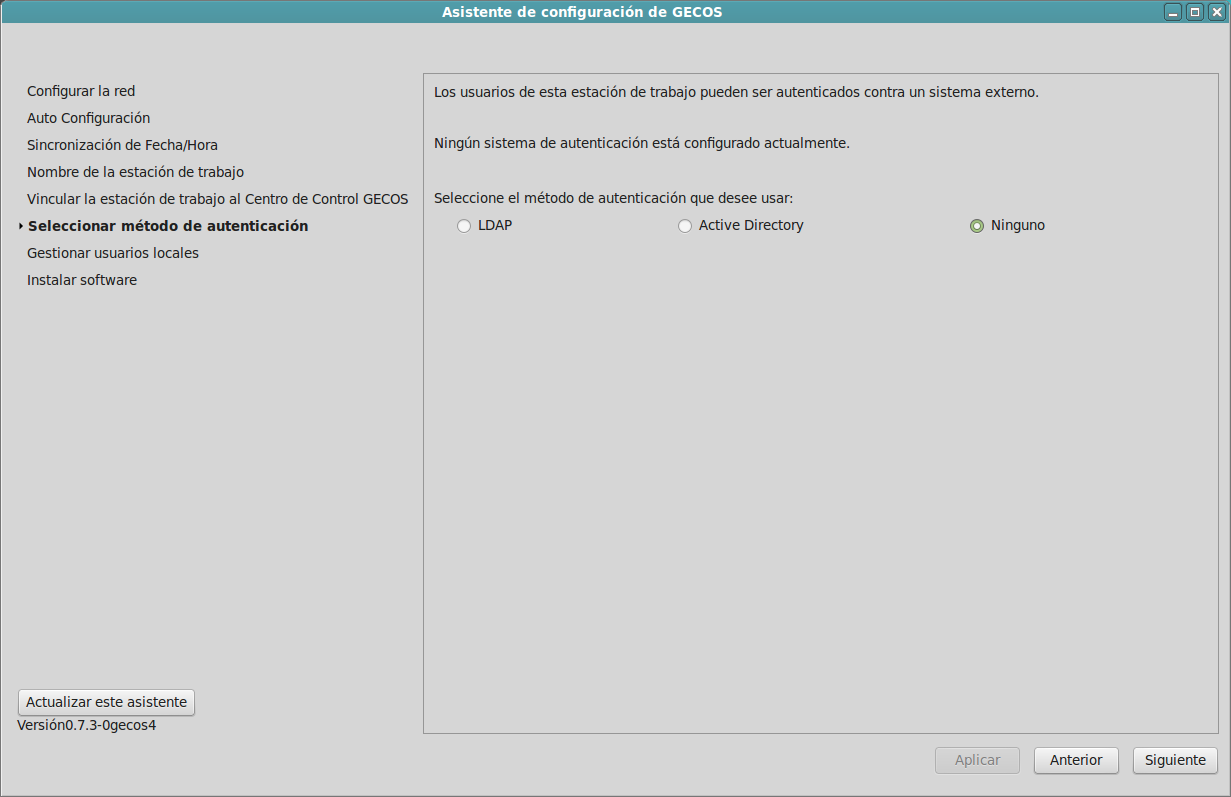 Asistente de configuración de GECOS
Configurar la red
Auto Configuración
Sincronización de Fecha/Hora
Nombre de la estación de trabajo
Vincular la estación de trabajo al Centro de Control GECOS
Seleccionar método de autenticación
Gestionar usuarios locales
Instalar software
Los usuarios de esta estación de trabajo pueden ser autenticados contra un sistema externo.
Ningún sistema de autenticación está configurado actualmente.
Seleccione el método de autenticación que desee usar:
LDAP Active Directory Ninguno
Actualizar este asistente
Versión0.7.3-0gecos4
Aplicar Anterior Siguiente